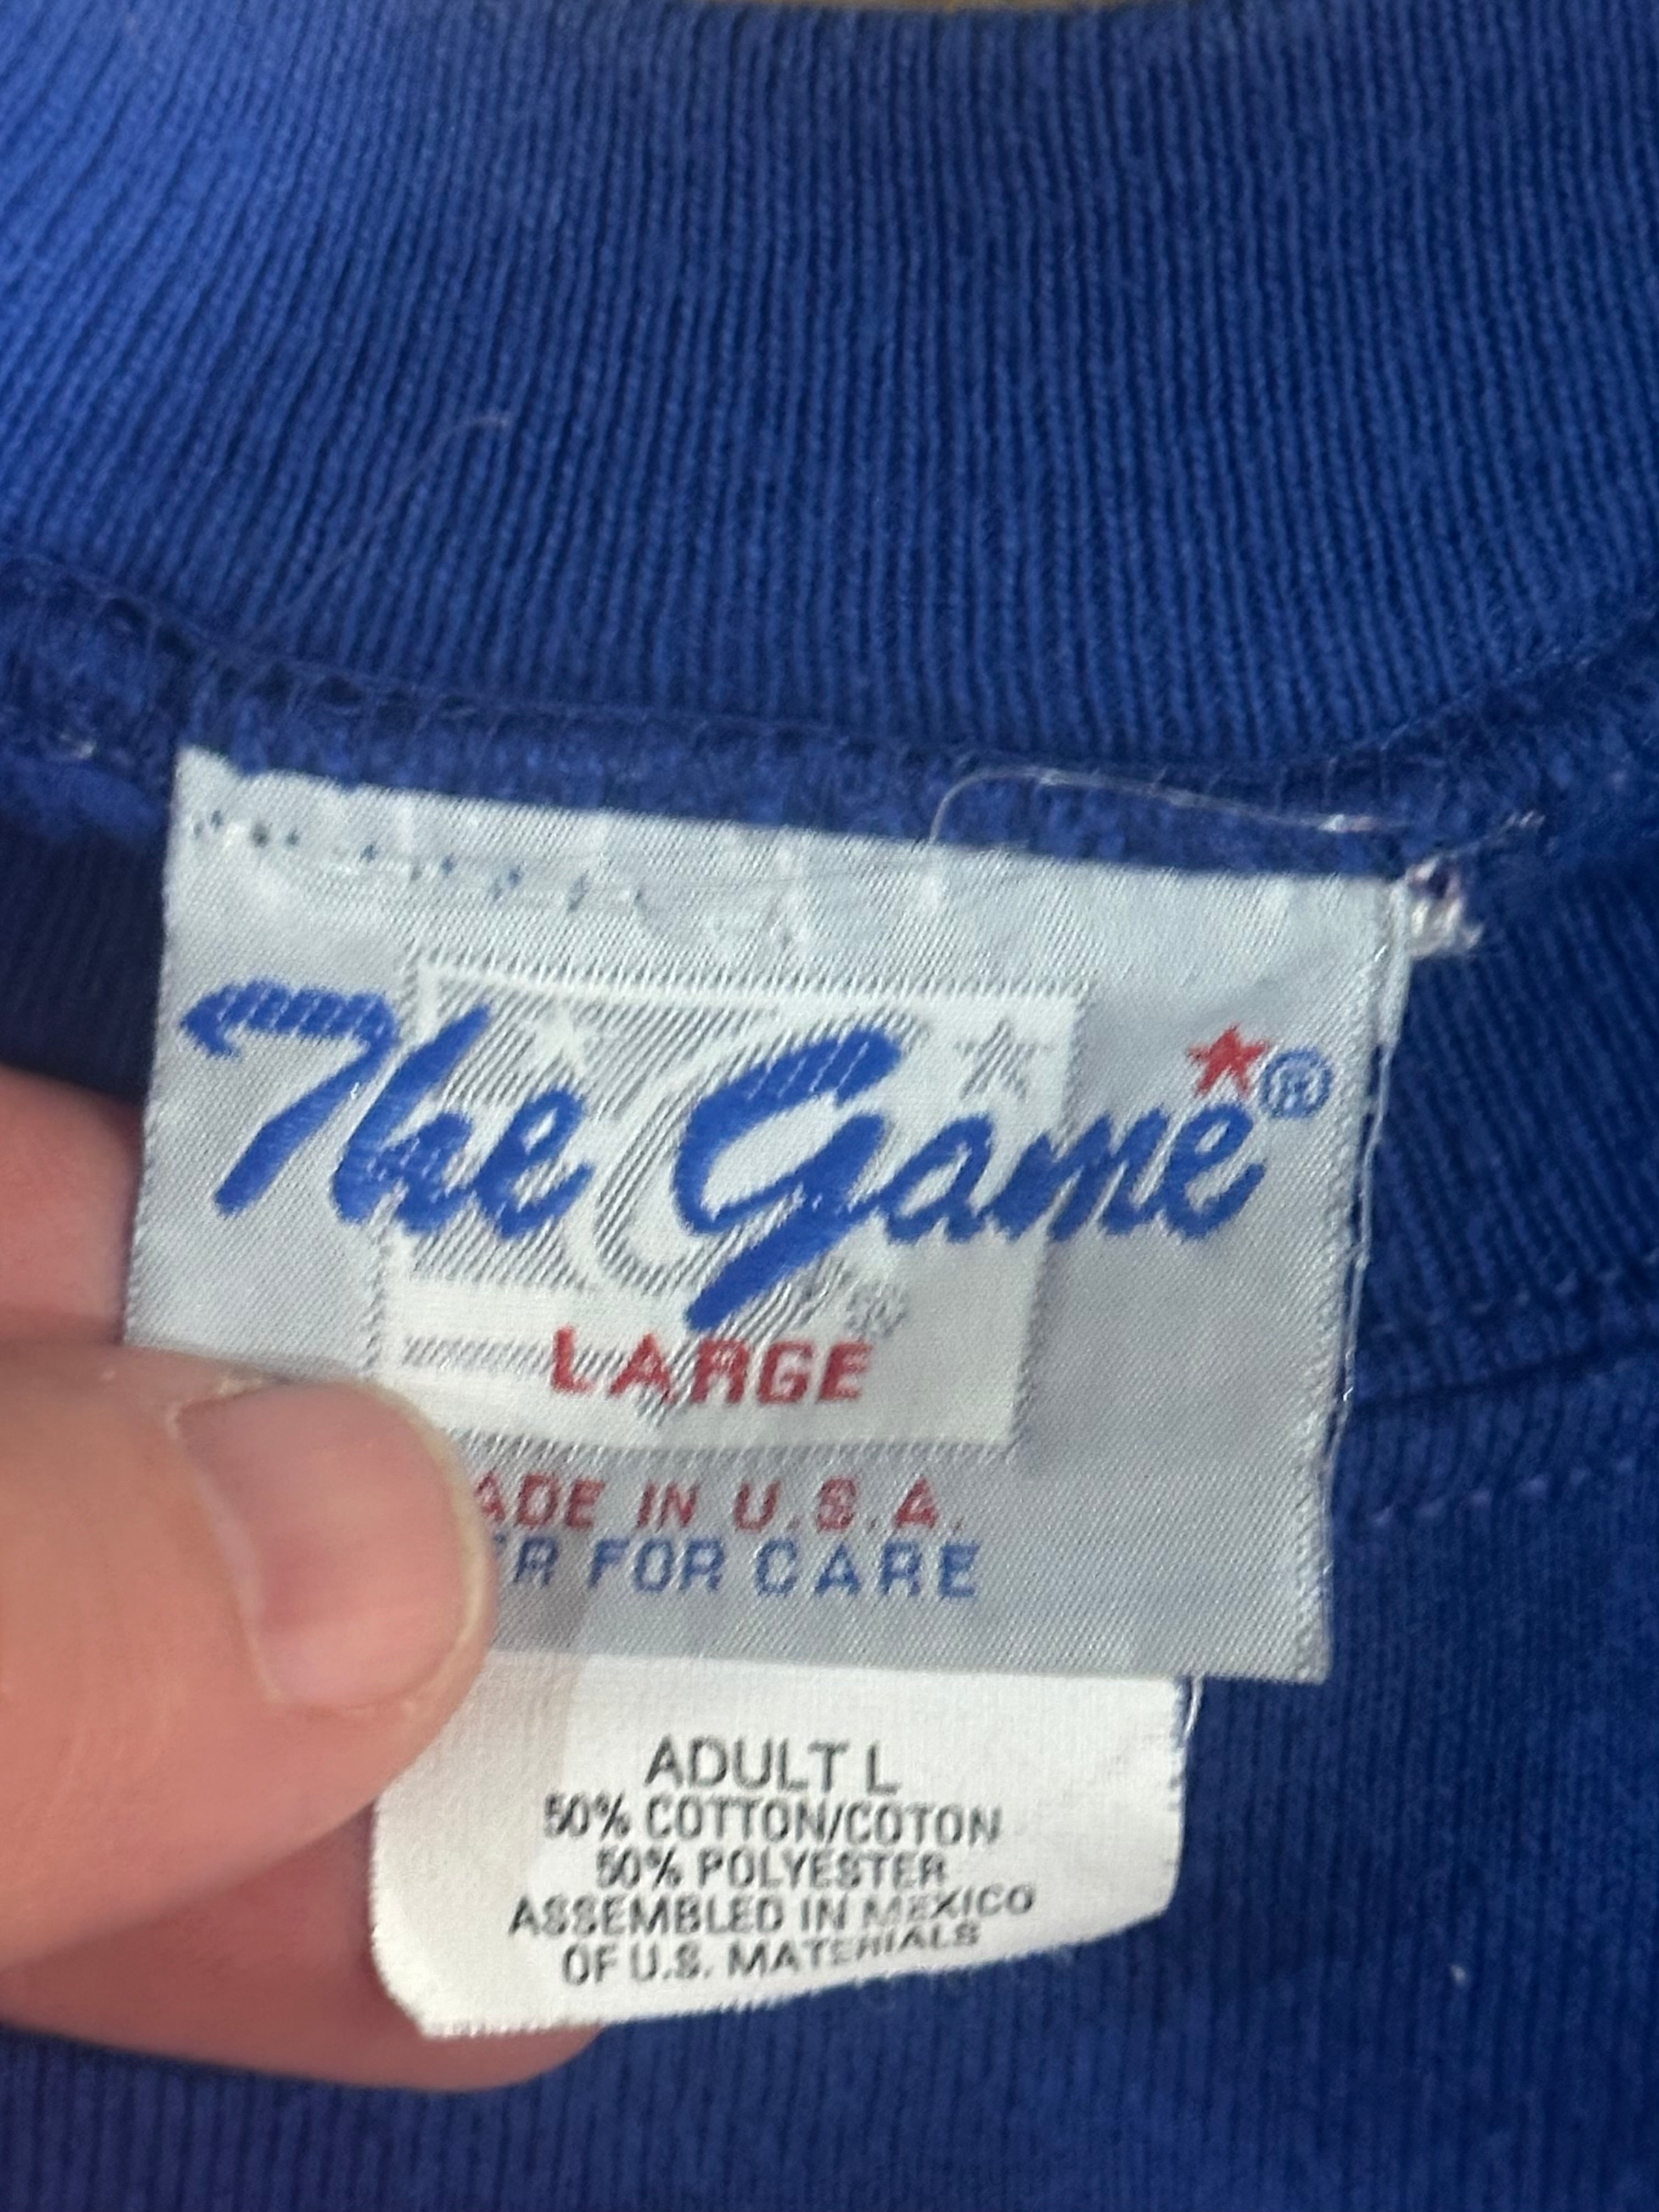 The Game ®
LARGE
ADE IN U.S.A.
R FOR CARE
ADULT L
50% COTTON/COTON
50% POLYESTER
ASSEMBLED IN MEXICO
OF U.S. MATERIALS